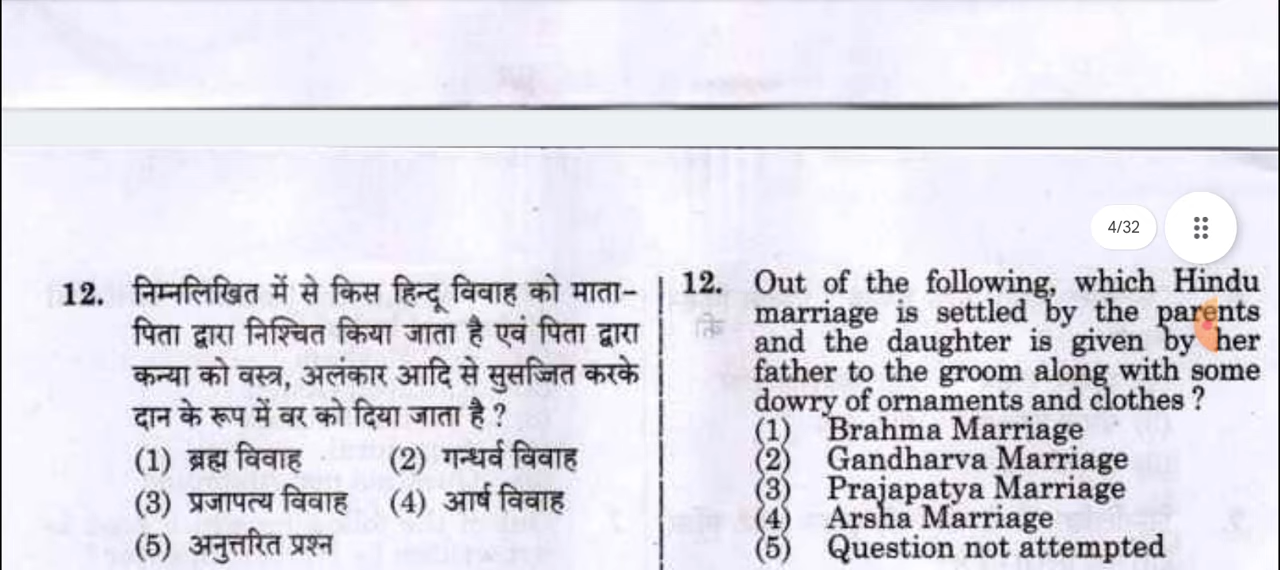 4/32
12. निम्नलिखित में से किस हिन्दू विवाह को माता-
पिता द्वारा निश्चित किया जाता है एवं पिता द्वारा
कन्या को वस्त्र, अलंकार आदि से सुसज्जित करके
दान के रूप में वर को दिया जाता है ?
(1) ब्रह्म विवाह (2) गन्धर्व विवाह
(3) प्रजापत्य विवाह (4) आर्ष विवाह
(5) अनुत्तरित प्रश्न
12. Out of the following, which Hindu
marriage is settled by the parents
and the daughter is given by her
father to the groom along with some
dowry of ornaments and clothes ?
(1) Brahma Marriage
(2) Gandharva Marriage
(3) Prajapatya Marriage
(4) Arsha Marriage
(5) Question not attempted